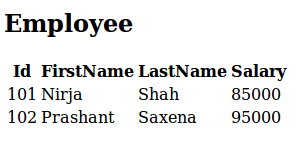 Employee
Id FirstName LastName Salary
101 Nirja Shah 85000
102 Prashant Saxena 95000